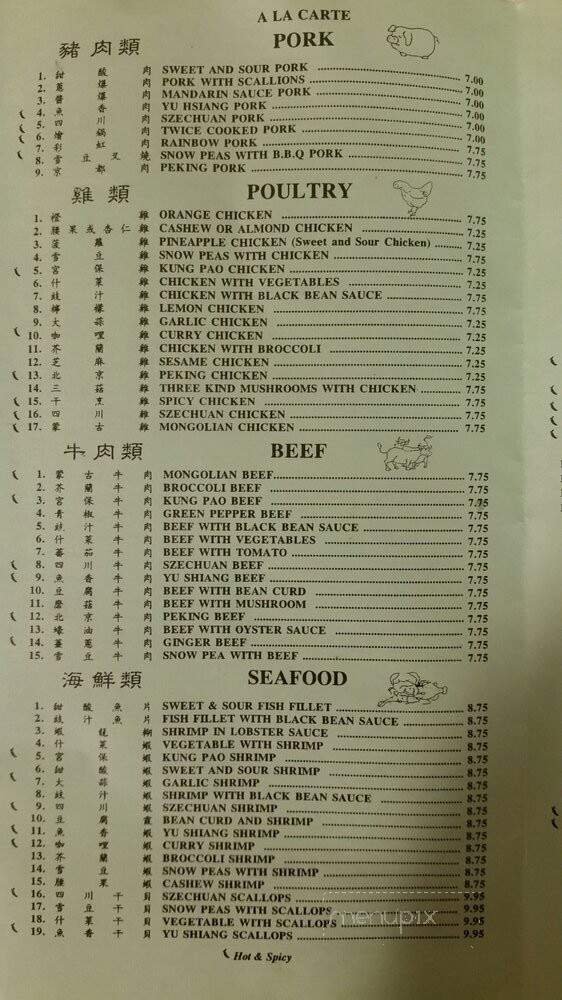 A LA CARTE
豬肉類 PORK
1. 甜酸肉 SWEET AND SOUR PORK 7.00
2. 蔥爆肉 PORK WITH SCALLIONS 7.00
3. 醬爆肉 MANDARIN SAUCE PORK 7.00
4. 魚香肉 YU HSIANG PORK 7.00
5. 四川肉 SZECHUAN PORK 7.00
6. 燴鍋肉 TWICE COOKED PORK 7.00
7. 彩虹肉 RAINBOW PORK 7.75
8. 雪豆叉燒 SNOW PEAS WITH B.B.Q PORK 7.75
9. 京都肉 PEKING PORK 7.75
雞類 POULTRY
1. 橙雞 ORANGE CHICKEN 7.75
2. 腰果或杏仁雞 CASHEW OR ALMOND CHICKEN 7.25
3. 菠蘿雞 PINEAPPLE CHICKEN (Sweet and Sour Chicken) 7.25
4. 雪豆雞 SNOW PEAS WITH CHICKEN 7.25
5. 宮保雞 KUNG PAO CHICKEN 7.25
6. 什菜雞 CHICKEN WITH VEGETABLES 7.25
7. 豉汁雞 CHICKEN WITH BLACK BEAN SAUCE 7.75
8. 檸檬雞 LEMON CHICKEN 7.75
9. 大蒜雞 GARLIC CHICKEN 7.25
10. 咖哩雞 CURRY CHICKEN 7.25
11. 芥蘭雞 CHICKEN WITH BROCCOLI 7.25
12. 芝麻雞 SESAME CHICKEN 7.25
13. 北京雞 PEKING CHICKEN 7.25
14. 三菇雞 THREE KIND MUSHROOMS WITH CHICKEN 7.75
15. 干烹雞 SPICY CHICKEN 7.75
16. 四川雞 SZECHUAN CHICKEN 7.75
17. 蒙古雞 MONGOLIAN CHICKEN 7.75
牛肉類 BEEF
1. 蒙古牛肉 MONGOLIAN BEEF 7.75
2. 芥蘭牛肉 BROCCOLI BEEF 7.75
3. 宮保牛肉 KUNG PAO BEEF 7.75
4. 青椒牛肉 GREEN PEPPER BEEF 7.75
5. 豉汁牛肉 BEEF WITH BLACK BEAN SAUCE 7.75
6. 什菜牛肉 BEEF WITH VEGETABLES 7.75
7. 蕃茄牛肉 BEEF WITH TOMATO 7.75
8. 四川牛肉 SZECHUAN BEEF 7.75
9. 魚香牛肉 YU SHIANG BEEF 7.75
10. 豆腐牛肉 BEEF WITH BEAN CURD 7.75
11. 磨菇牛肉 BEEF WITH MUSHROOM 7.75
12. 北京牛肉 PEKING BEEF 7.75
13. 蠔油牛肉 BEEF WITH OYSTER SAUCE 7.75
14. 薑蔥牛肉 GINGER BEEF 7.75
15. 雪豆牛肉 SNOW PEA WITH BEEF 7.75
海鮮類 SEAFOOD
1. 甜酸魚片 SWEET & SOUR FISH FILLET 8.75
2. 豉汁魚片 FISH FILLET WITH BLACK BEAN SAUCE 8.75
3. 蝦龍糊 SHRIMP IN LOBSTER SAUCE 8.75
4. 什菜蝦 VEGETABLE WITH SHRIMP 8.75
5. 宮保蝦 KUNG PAO SHRIMP 8.75
6. 甜酸蝦 SWEET AND SOUR SHRIMP 8.75
7. 大蒜蝦 GARLIC SHRIMP 8.75
8. 豉汁蝦 SHRIMP WITH BLACK BEAN SAUCE 8.75
9. 四川蝦 SZECHUAN SHRIMP 8.75
10. 豆腐蝦 BEAN CURD AND SHRIMP 8.75
11. 魚香蝦 YU SHIANG SHRIMP 8.75
12. 咖哩蝦 CURRY SHRIMP 8.75
13. 芥蘭蝦 BROCCOLI SHRIMP 8.75
14. 雪豆蝦 SNOW PEAS WITH SHRIMP 8.75
15. 腰果蝦 CASHEW SHRIMP 8.75
16. 四川干貝 SZECHUAN SCALLOPS 9.95
17. 雪豆干貝 SNOW PEAS WITH SCALLOPS 9.95
18. 什菜干貝 VEGETABLE WITH SCALLOPS 9.95
19. 魚香干貝 YU SHIANG SCALLOPS 9.95
menupix
Hot & Spicy